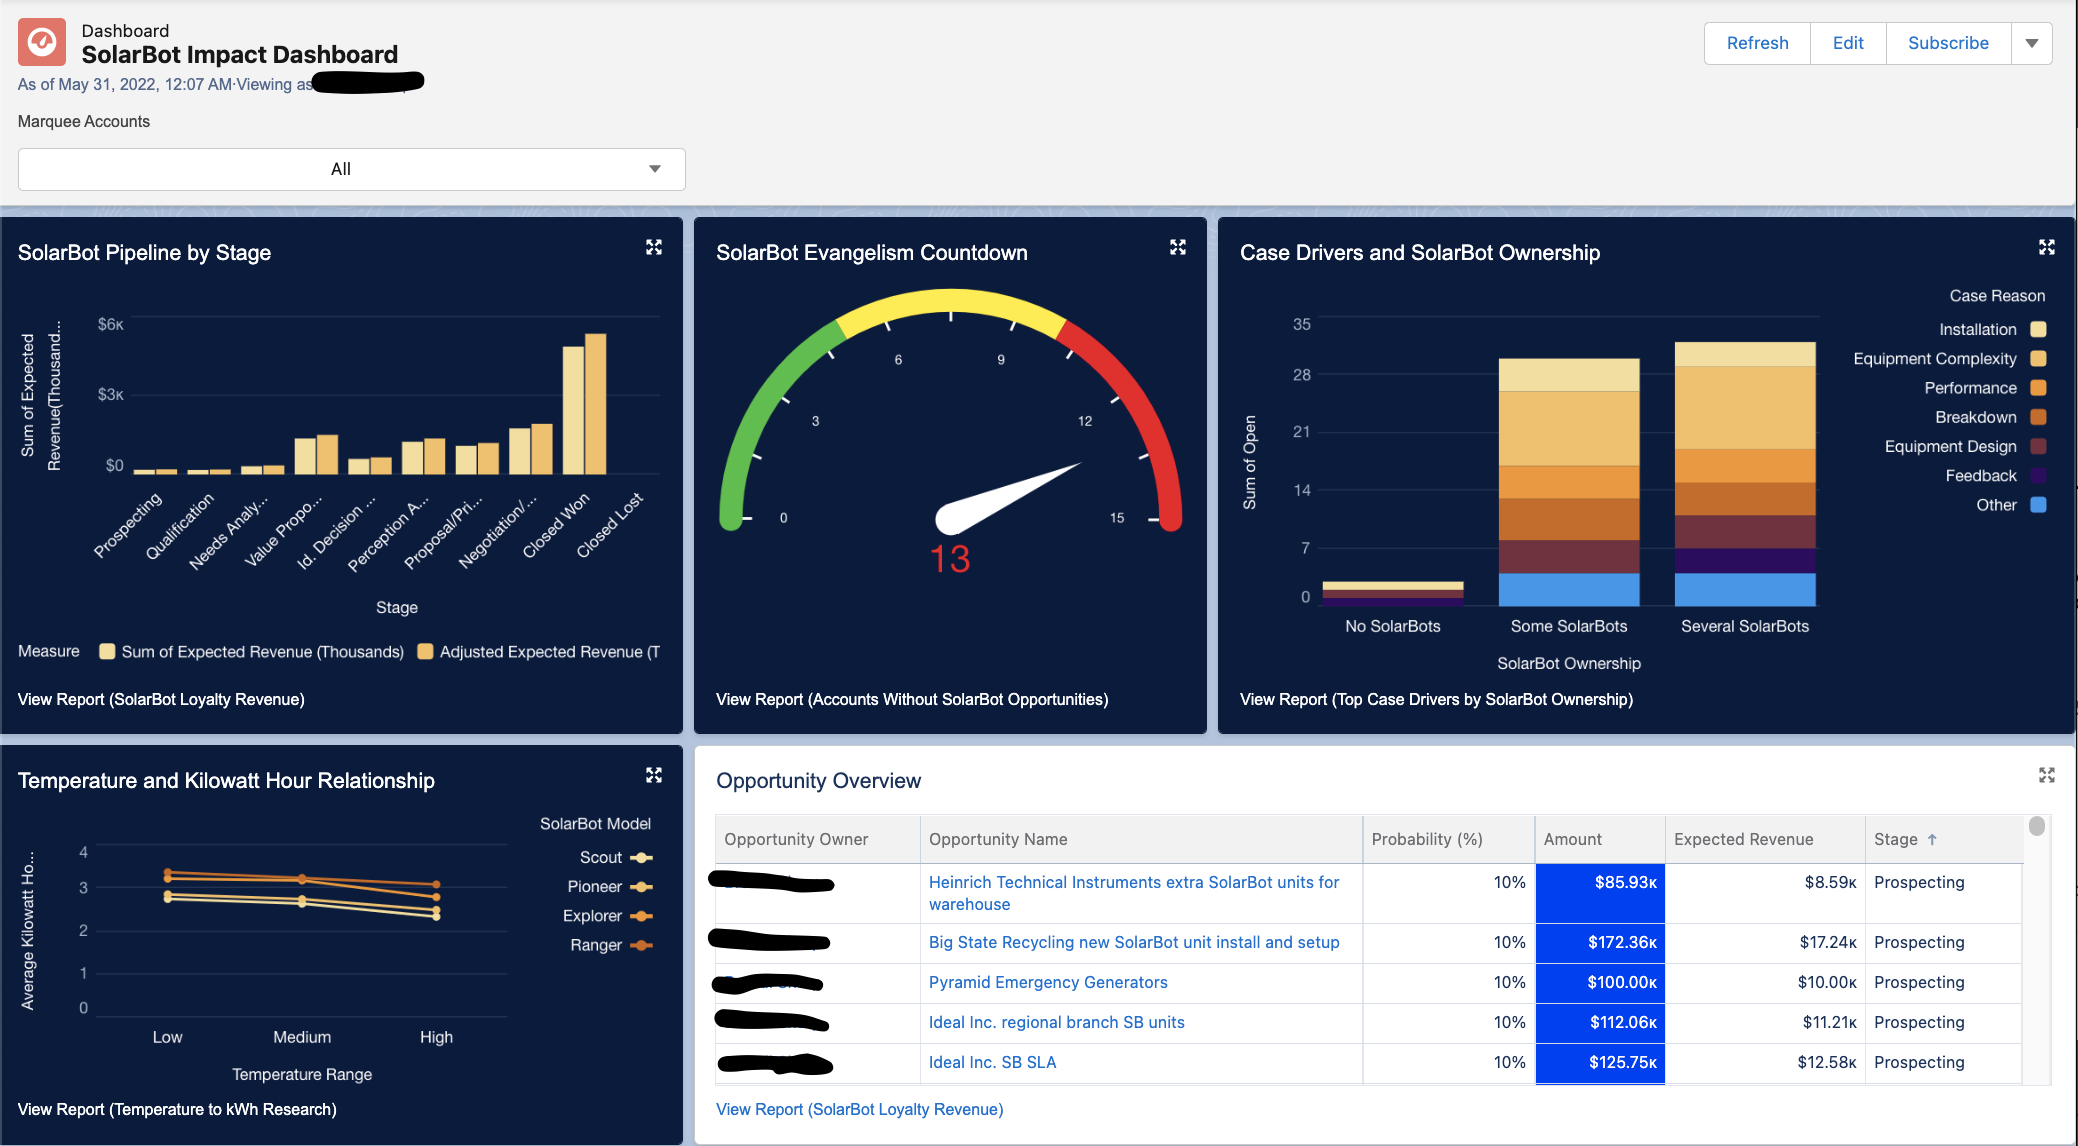 Dashboard
SolarBot Impact Dashboard
As of May 31, 2022, 12:07 AM·Viewing as
Refresh
Edit
Subscribe
Marquee Accounts
All
SolarBot Pipeline by Stage
Sum of Expected
Revenue(Thousand...
$6K
$3K
$0
Prospecting
Qualification
Needs Analy...
Value Propo...
Id. Decision ...
Perception A...
Proposal/Pri...
Negotiation/...
Closed Won
Closed Lost
Stage
Measure
Sum of Expected Revenue (Thousands)
Adjusted Expected Revenue (T
View Report (SolarBot Loyalty Revenue)
SolarBot Evangelism Countdown
0
3
6
9
12
15
13
View Report (Accounts Without SolarBot Opportunities)
Case Drivers and SolarBot Ownership
Sum of Open
35
28
21
14
7
0
No SolarBots
Some SolarBots
Several SolarBots
SolarBot Ownership
Case Reason
Installation
Equipment Complexity
Performance
Breakdown
Equipment Design
Feedback
Other
View Report (Top Case Drivers by SolarBot Ownership)
Temperature and Kilowatt Hour Relationship
Average Kilowatt Ho...
4
3
2
1
0
Low
Medium
High
Temperature Range
SolarBot Model
Scout
Pioneer
Explorer
Ranger
View Report (Temperature to kWh Research)
Opportunity Overview
Opportunity Owner Opportunity Name Probability (%) Amount Expected Revenue Stage ↑
Heinrich Technical Instruments extra SolarBot units for 10% $85.93K $8.59K Prospecting
warehouse
Big State Recycling new SolarBot unit install and setup 10% $172.36K $17.24K Prospecting
Pyramid Emergency Generators 10% $100.00K $10.00K Prospecting
Ideal Inc. regional branch SB units 10% $112.06K $11.21K Prospecting
Ideal Inc. SB SLA 10% $125.75K $12.58K Prospecting
View Report (SolarBot Loyalty Revenue)